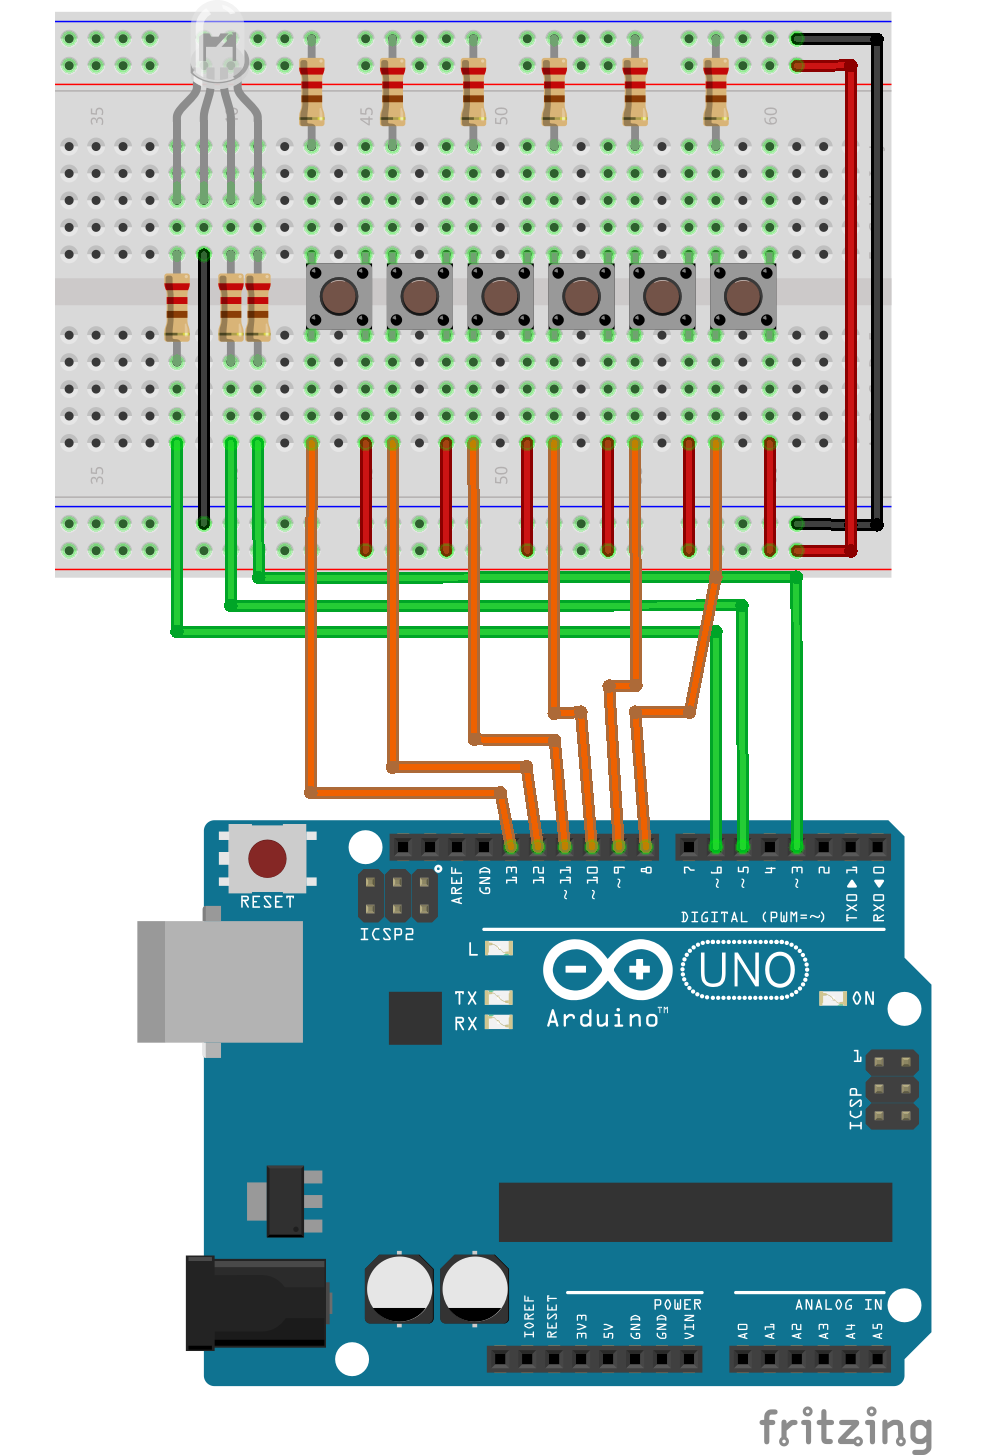 35
45
50
60
35
50
RESET
ICSP2
AREF
GND
13
12
~11
~10
~9
8
7
~6
~5
4
~3
2
TX0▶1
RX0◀0
DIGITAL (PWM=~)
L
TX
RX
UNO
Arduino™
ON
1
ICSP
IOREF
RESET
3V3
5V
GND
GND
VIN
POWER
A0
A1
A2
A3
A4
A5
ANALOG IN
fritzing